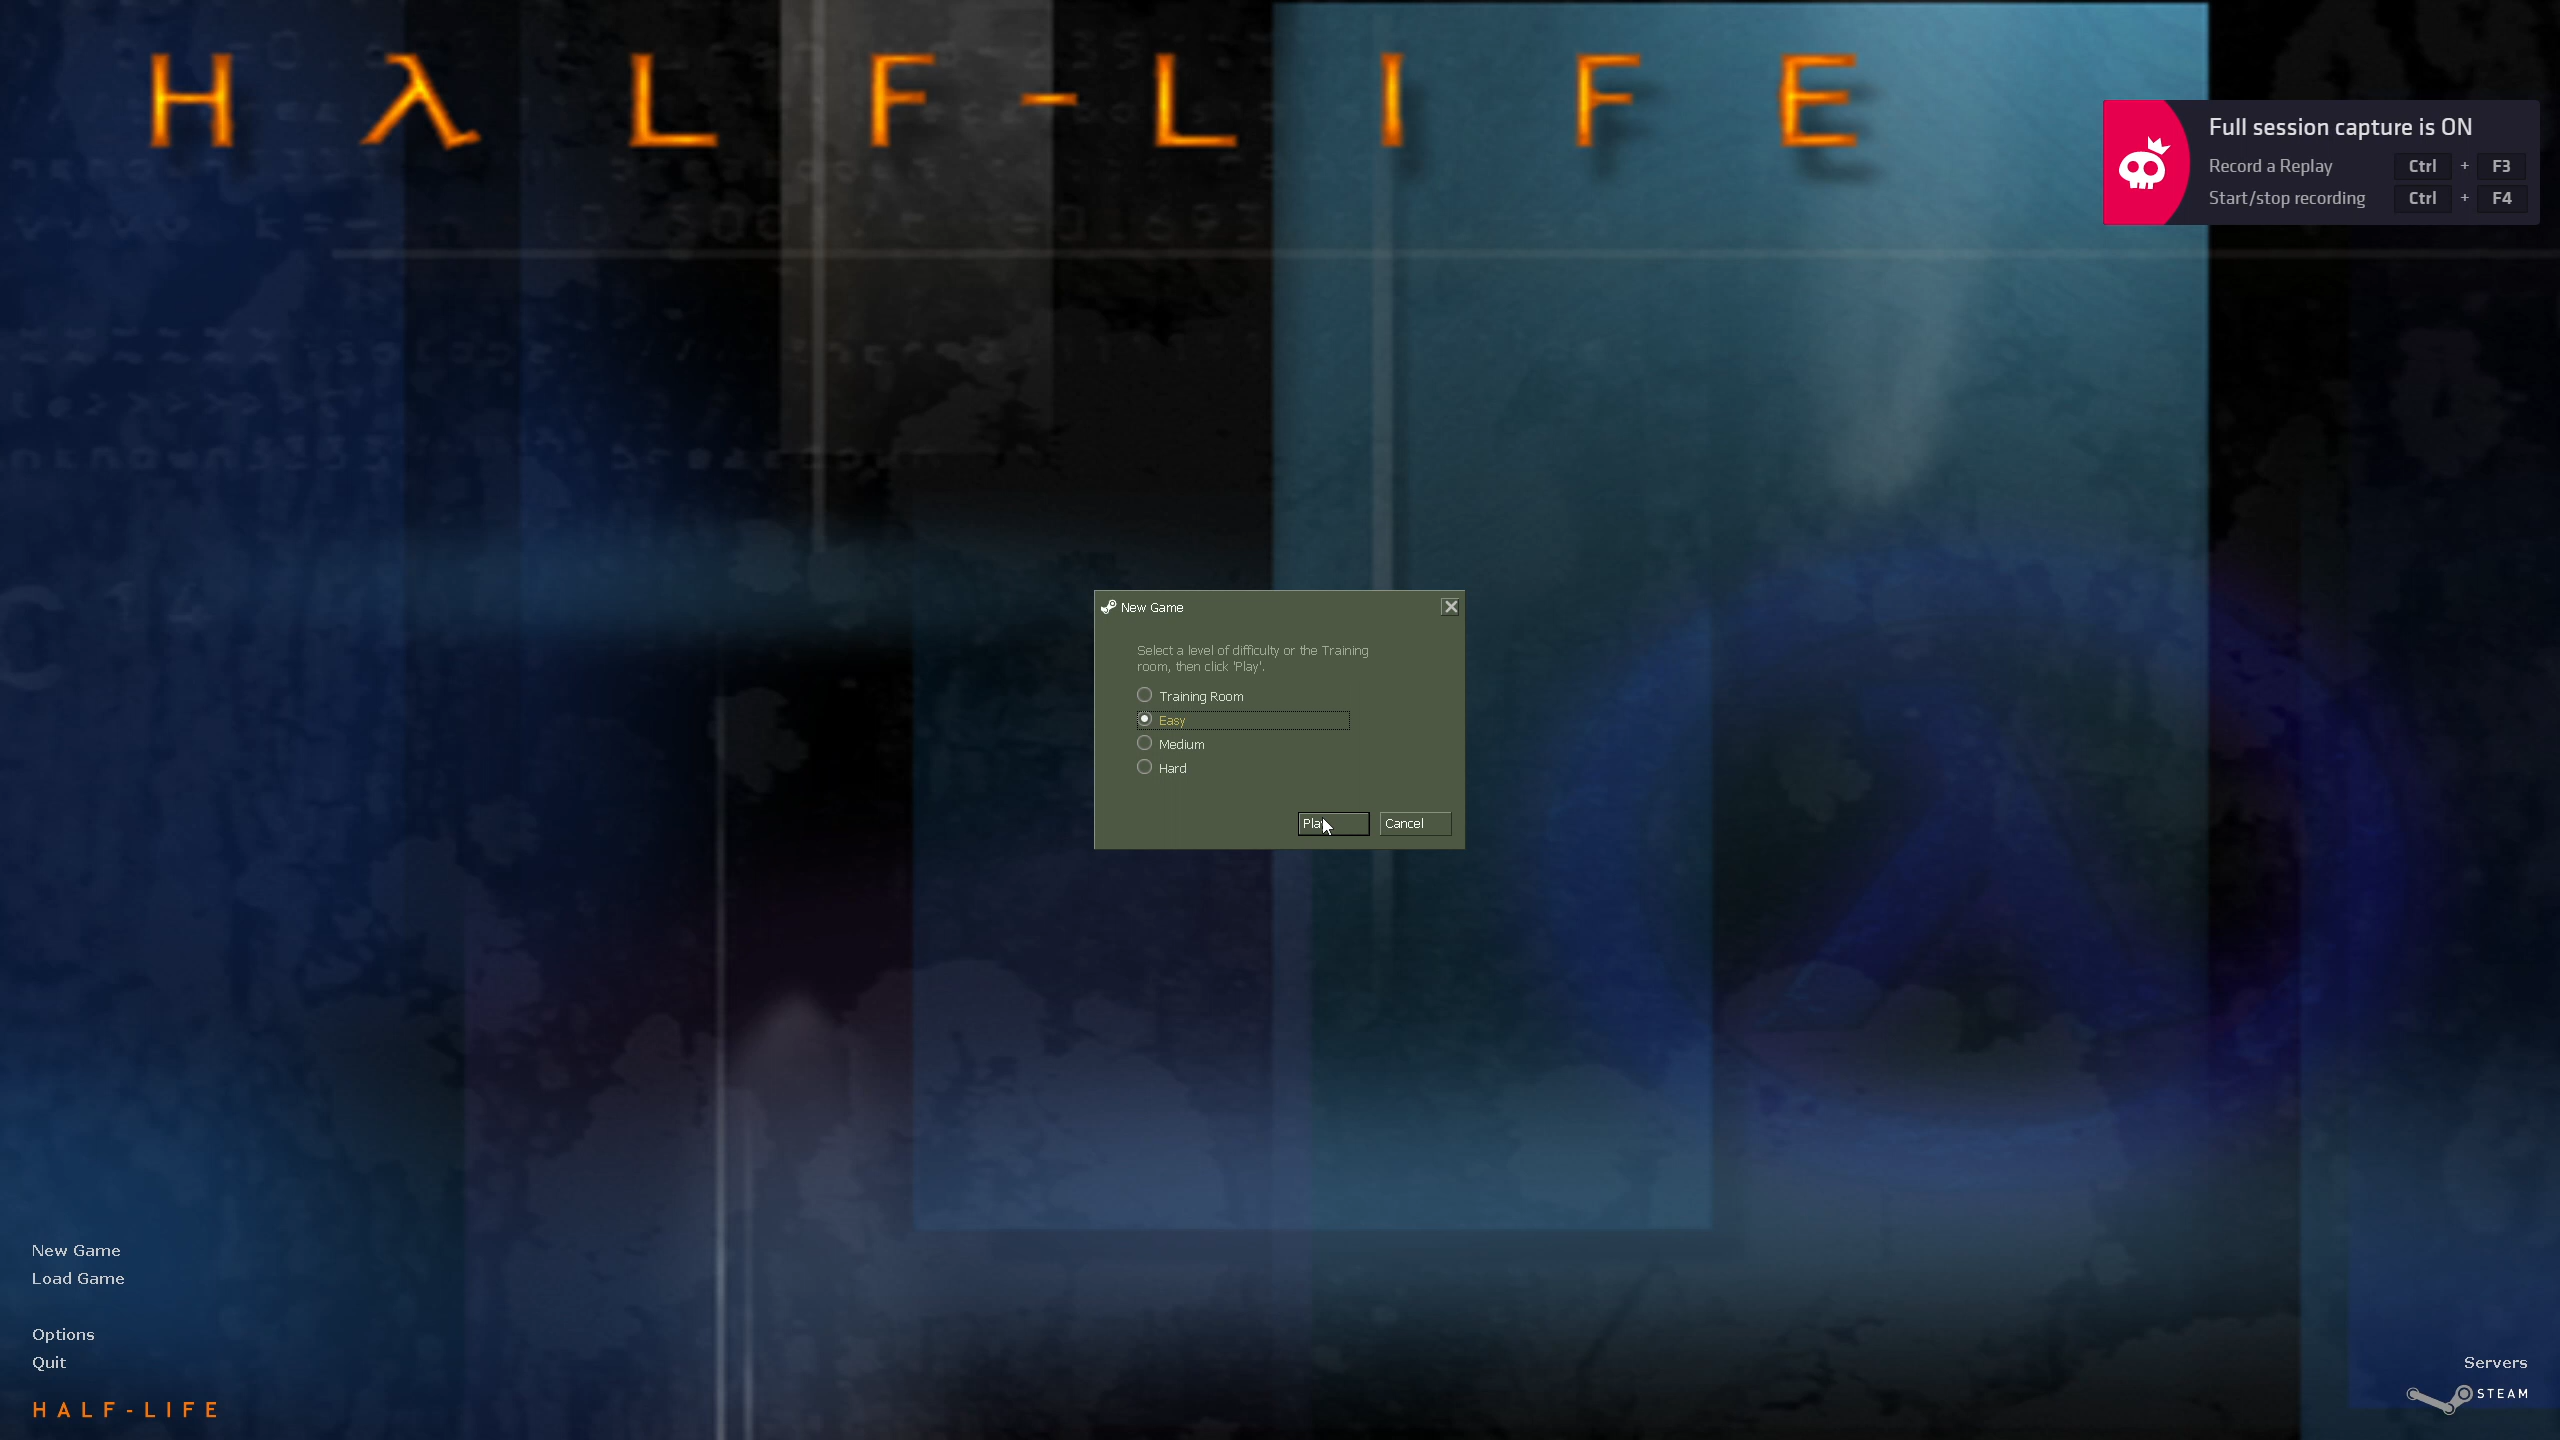 HλLF-LIFE
Full session capture is ON
Record a Replay Ctrl + F3
Start/stop recording Ctrl + F4
New Game
Select a level of difficulty or the Training
room, then click 'Play'.
Training Room
Easy
Medium
Hard
Cancel
New Game
Load Game
Options
Quit
HALF-LIFE
Servers
STEAM